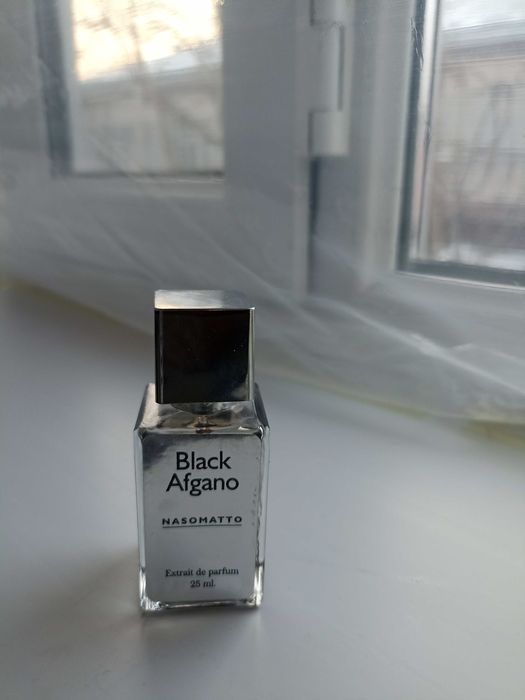 Black
Afgano
NASOMATTO
Extrait de parfum
25 ml.